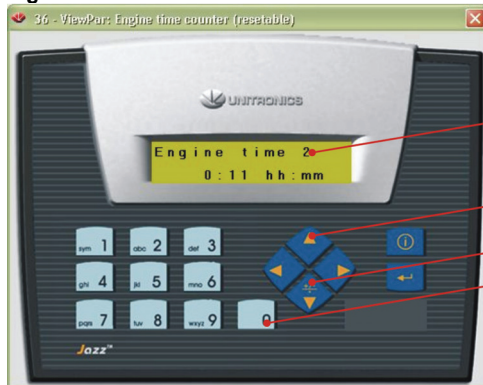 36 - ViewPar: Engine time counter (resetable)
UNITRONICS
Engine time 2
0:11 hh:mm
sym 1
abc 2
def 3
ghi 4
jkl 5
mno 6
pqrs 7
tuv 8
wxyz 9
0
Jazz™